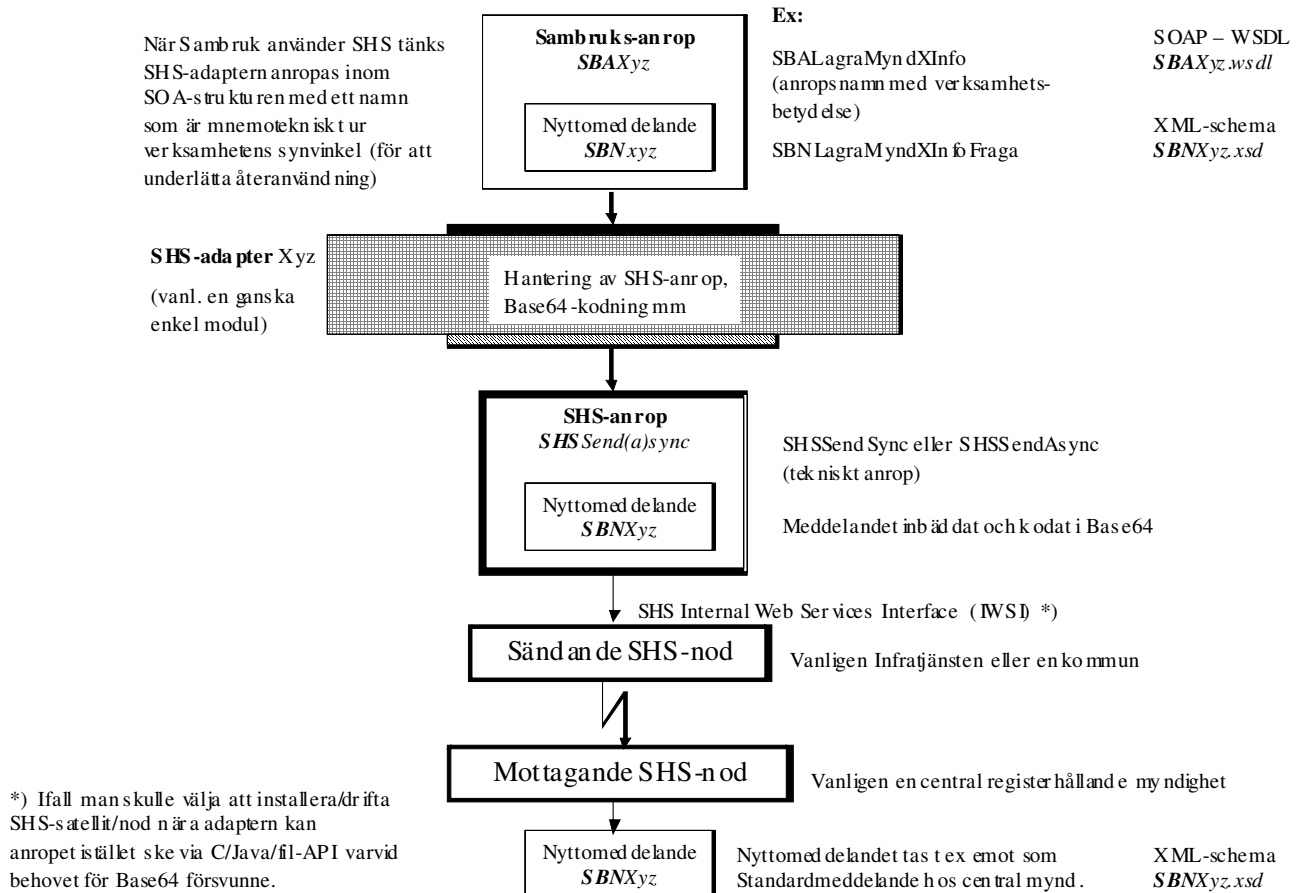 När Sambruk använder SHS tänks
SHS-adaptern anropas inom
SOA-strukturen med ett namn
som är mnemotekniskt ur
verksamhetens synvinkel (för att
underlätta återanvändning)
Sambruks-anrop
SBAXyz
Nyttomeddelande
SBNxyz
Ex:
SBALagraMyndXInfo
(anropsnamn med verksamhets-
betydelse)
SBNLagraMyndXInfoFraga
SOAP – WSDL
SBAXyz.wsdl
XML-schema
SBNXyz.xsd
SHS-adapter Xyz
(vanl. en ganska
enkel modul)
Hantering av SHS-anrop,
Base64-kodning mm
SHS-anrop
SHSSend(a)sync
Nyttomeddelande
SBNXyz
SHSSendSync eller SHSSendAsync
(tekniskt anrop)
Meddelandet inbäddat och kodat i Base64
SHS Internal Web Services Interface (IWSI) *)
Sändande SHS-nod
Vanligen Infratjänsten eller en kommun
Mottagande SHS-nod
Vanligen en central registerhållande myndighet
*) Ifall man skulle välja att installera/drifta
SHS-satellit/nod nära adaptern kan
anropet istället ske via C/Java/fil-API varvid
behovet för Base64 försvunne.
Nyttomeddelande
SBNXyz
Nyttomeddelandet tas t ex emot som
Standardmeddelande hos central mynd.
XML-schema
SBNXyz.xsd